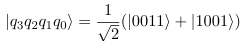 |q₃q₂q₁q₀⟩ = 1/√2 (|0011⟩ + |1001⟩)